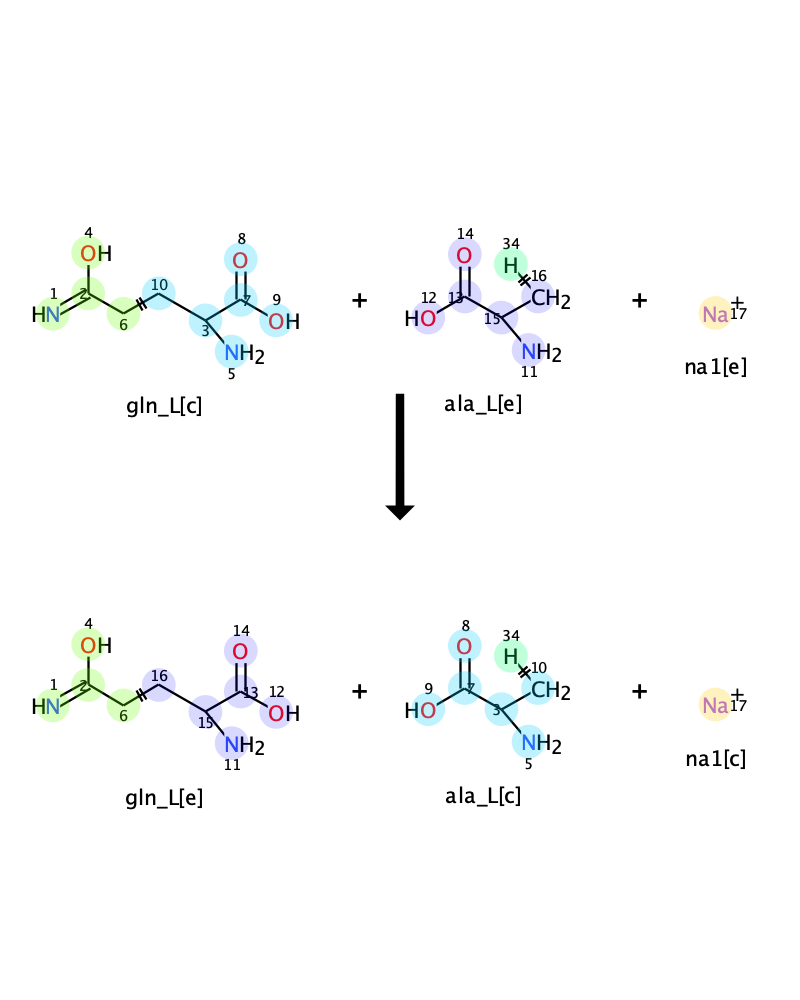 4
OH
1
HN
2
6
10
3
8
O
7
9
OH
NH2
5
gln_L[c]
+
14
O
34
H
16
CH2
12
HO
13
15
NH2
11
ala_L[e]
+
Na+
17
na1[e]
4
OH
1
HN
2
6
16
15
14
O
13
12
OH
NH2
11
gln_L[e]
+
8
O
34
H
10
CH2
9
HO
7
3
NH2
5
ala_L[c]
+
Na+
17
na1[c]